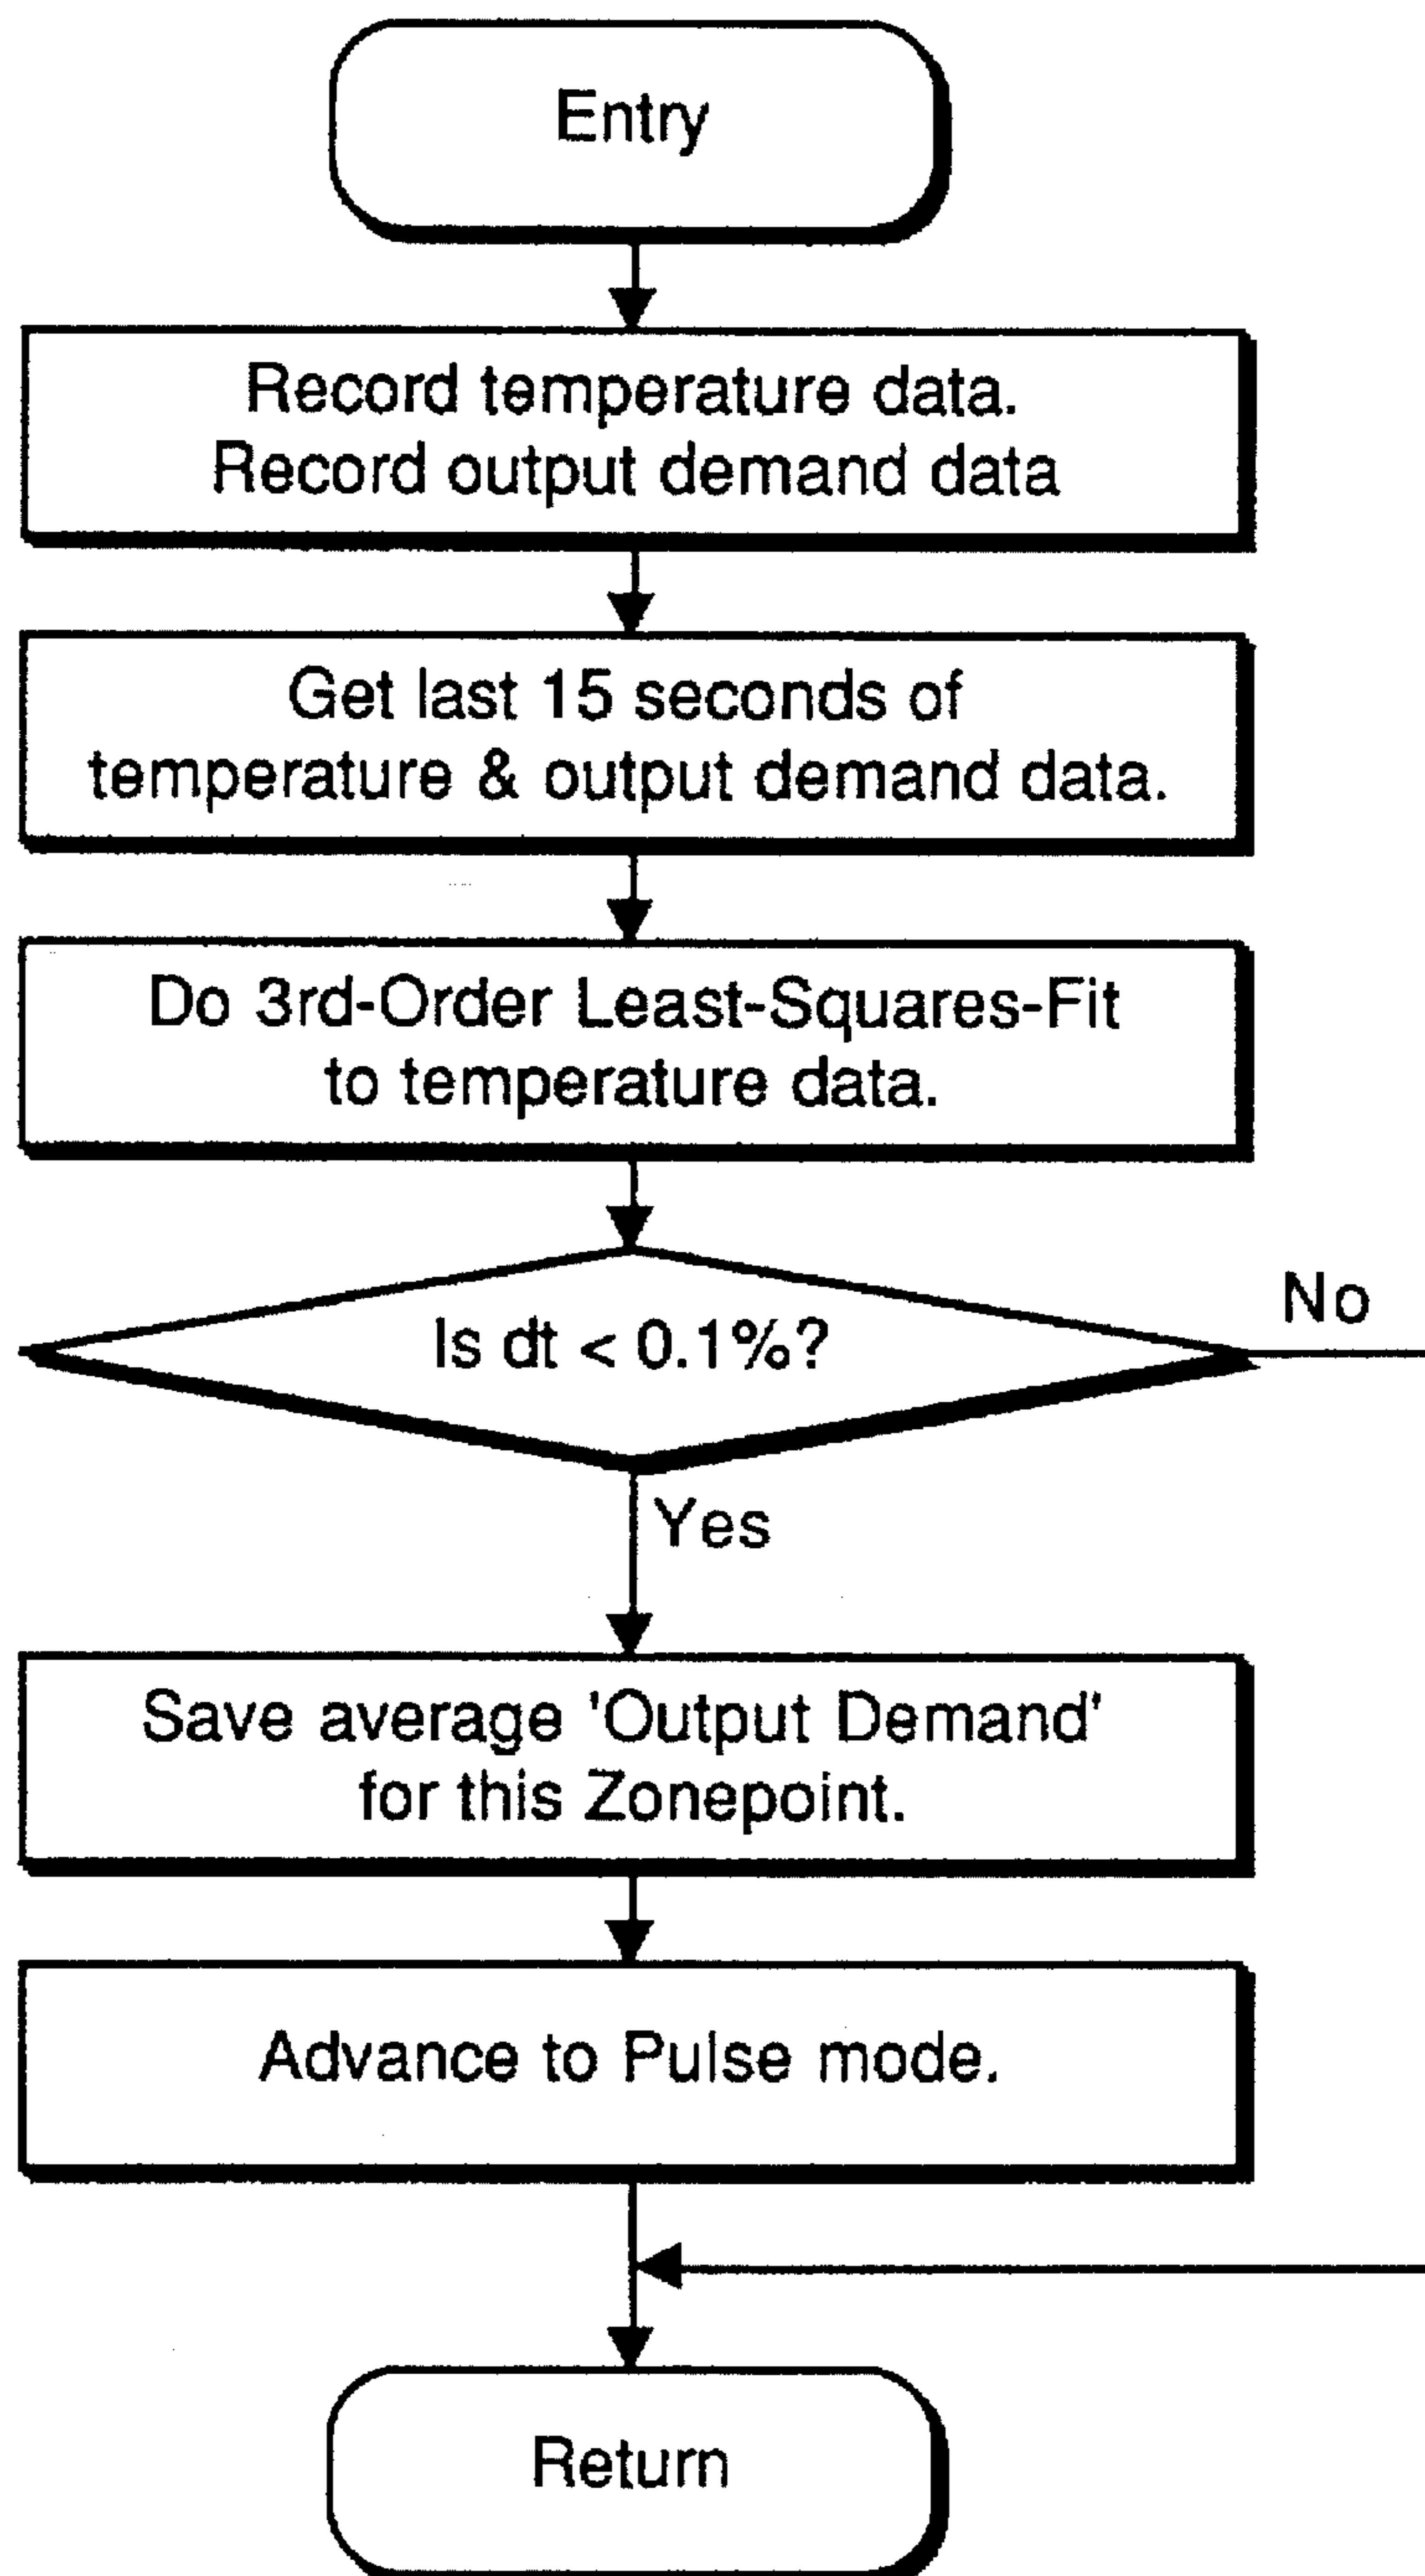 Entry
Record temperature data.
Record output demand data
Get last 15 seconds of
temperature & output demand data.
Do 3rd-Order Least-Squares-Fit
to temperature data.
Is dt < 0.1%?
No
Yes
Save average 'Output Demand'
for this Zonepoint.
Advance to Pulse mode.
Return